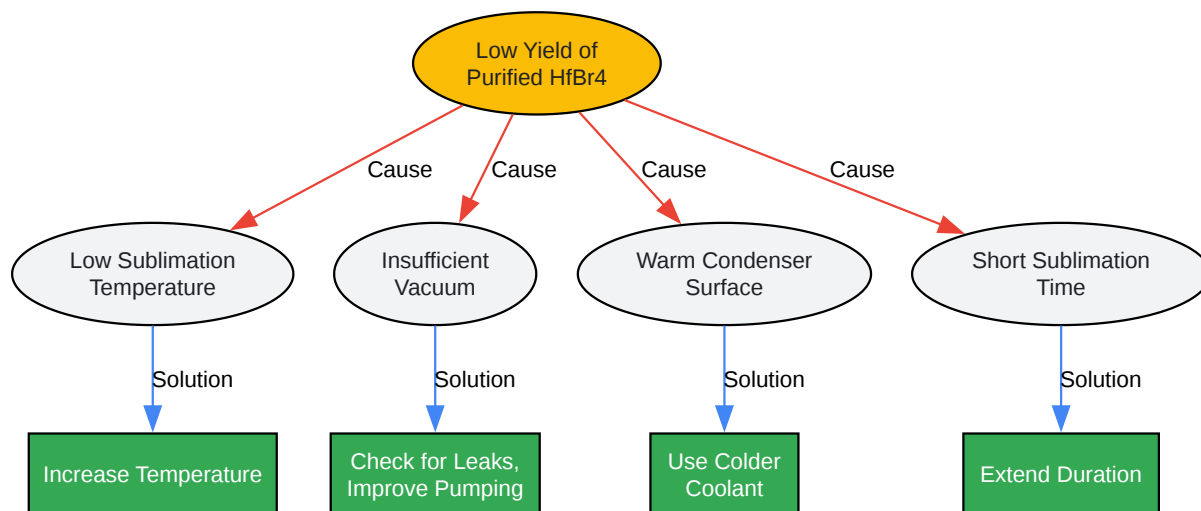 Low Yield of
Purified HfBr4
Cause
Cause
Cause
Cause
Low Sublimation
Temperature
Insufficient
Vacuum
Warm Condenser
Surface
Short Sublimation
Time
Solution
Solution
Solution
Solution
Increase Temperature
Check for Leaks,
Improve Pumping
Use Colder
Coolant
Extend Duration